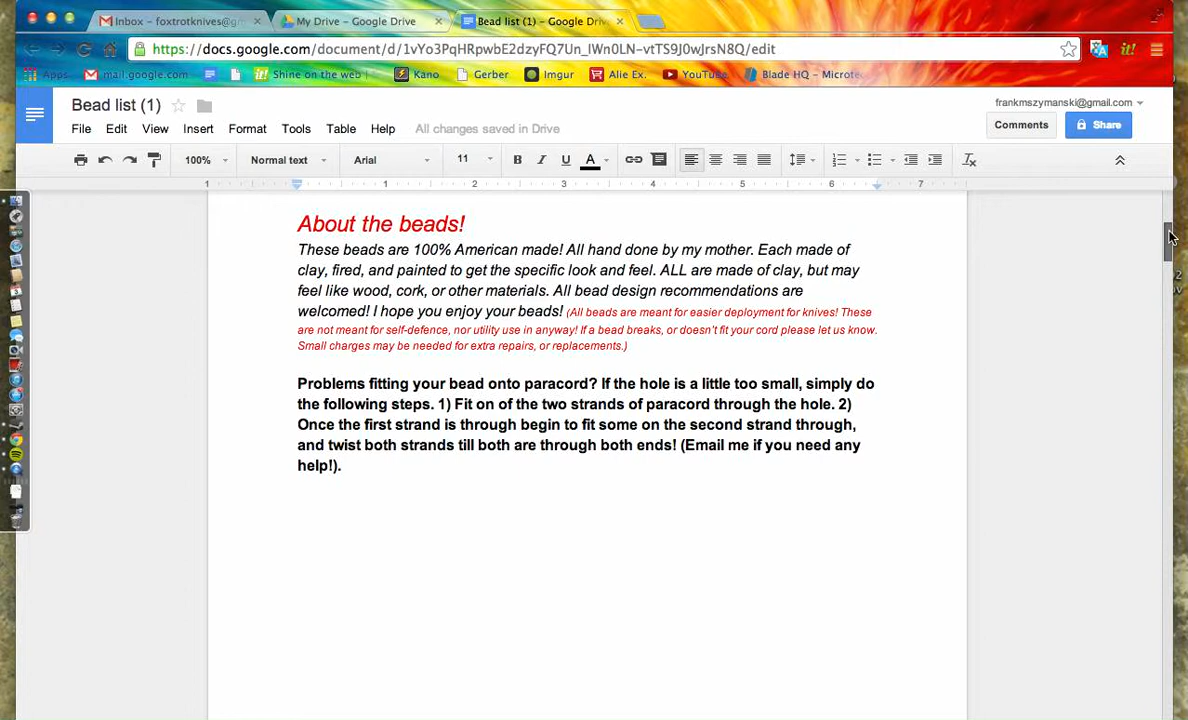 Inbox – foxtrotknives@gm
My Drive – Google Drive
Bead list (1) – Google Driv
https://docs.google.com/document/d/1vYo3PqHRpwbE2dzyFQ7Un_lWn0LN-vtTS9J0wJrsN8Q/edit
Apps
mail.google.com
Shine on the web
Kano
Gerber
Imgur
Alie Ex.
YouTube
Blade HQ – Microtec
Bead list (1)
frankmszymanski@gmail.com
File Edit View Insert Format Tools Table Help All changes saved in Drive
Comments
Share
100% Normal text Arial 11 B I U A
1 1 2 3 4 5 6 7
About the beads!
These beads are 100% American made! All hand done by my mother. Each made of
clay, fired, and painted to get the specific look and feel. ALL are made of clay, but may
feel like wood, cork, or other materials. All bead design recommendations are
welcomed! I hope you enjoy your beads! (All beads are meant for easier deployment for knives! These
are not meant for self-defence, nor utility use in anyway! If a bead breaks, or doesn't fit your cord please let us know.
Small charges may be needed for extra repairs, or replacements.)
Problems fitting your bead onto paracord? If the hole is a little too small, simply do
the following steps. 1) Fit on of the two strands of paracord through the hole. 2)
Once the first strand is through begin to fit some on the second strand through,
and twist both strands till both are through both ends! (Email me if you need any
help!).